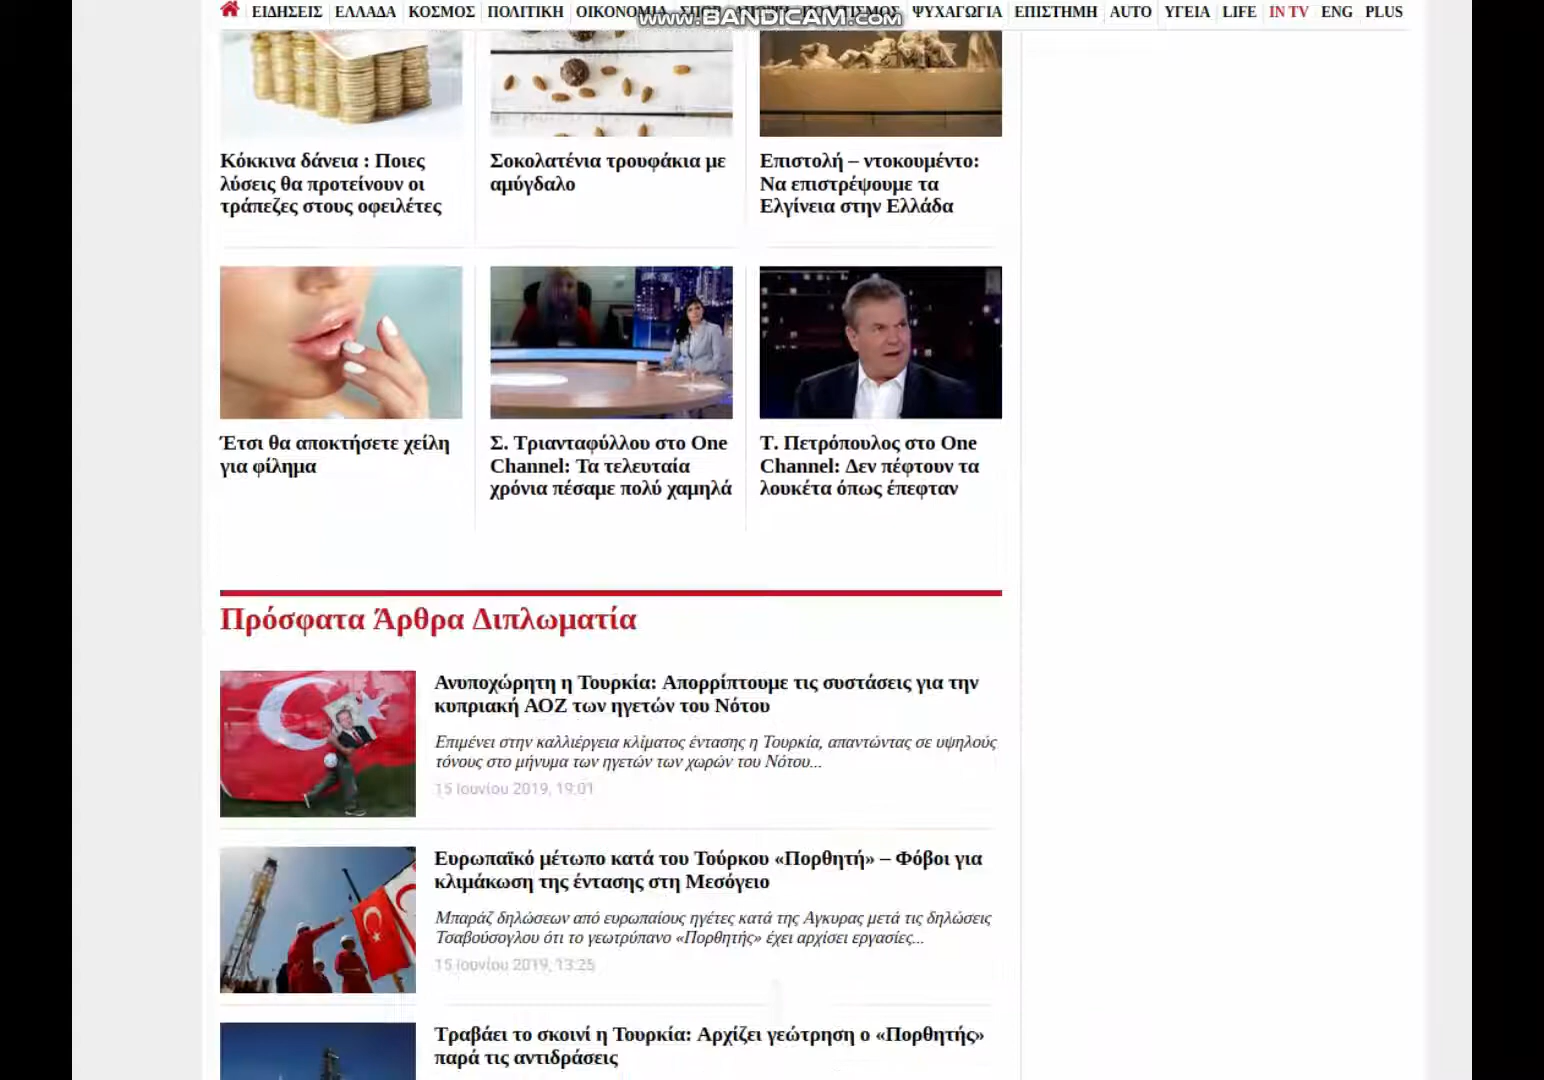 ΕΙΔΗΣΕΙΣ ΕΛΛΑΔΑ ΚΟΣΜΟΣ ΠΟΛΙΤΙΚΗ ΟΙΚΟΝΟΜΙΑ ΣΠΟΡ ΑΠΟΨΗ ΠΟΛΙΤΙΣΜΟΣ ΨΥΧΑΓΩΓΙΑ ΕΠΙΣΤΗΜΗ AUTO ΥΓΕΙΑ LIFE IN TV ENG PLUS
www.BANDICAM.com
Κόκκινα δάνεια : Ποιες
λύσεις θα προτείνουν οι
τράπεζες στους οφειλέτες
Σοκολατένια τρουφάκια με
αμύγδαλο
Επιστολή – ντοκουμέντο:
Να επιστρέψουμε τα
Ελγίνεια στην Ελλάδα
Έτσι θα αποκτήσετε χείλη
για φίλημα
Σ. Τριανταφύλλου στο One
Channel: Τα τελευταία
χρόνια πέσαμε πολύ χαμηλά
Τ. Πετρόπουλος στο One
Channel: Δεν πέφτουν τα
λουκέτα όπως έπεφταν
Πρόσφατα Άρθρα Διπλωματία
Ανυποχώρητη η Τουρκία: Απορρίπτουμε τις συστάσεις για την
κυπριακή ΑΟΖ των ηγετών του Νότου
Επιμένει στην καλλιέργεια κλίματος έντασης η Τουρκία, απαντώντας σε υψηλούς
τόνους στο μήνυμα των ηγετών των χωρών του Νότου...
15 Ιουνίου 2019, 19:01
Ευρωπαϊκό μέτωπο κατά του Τούρκου «Πορθητή» – Φόβοι για
κλιμάκωση της έντασης στη Μεσόγειο
Μπαράζ δηλώσεων από ευρωπαίους ηγέτες κατά της Αγκυρας μετά τις δηλώσεις
Τσαβούσογλου ότι το γεωτρύπανο «Πορθητής» έχει αρχίσει εργασίες...
15 Ιουνίου 2019, 13:25
Τραβάει το σκοινί η Τουρκία: Αρχίζει γεώτρηση ο «Πορθητής»
παρά τις αντιδράσεις